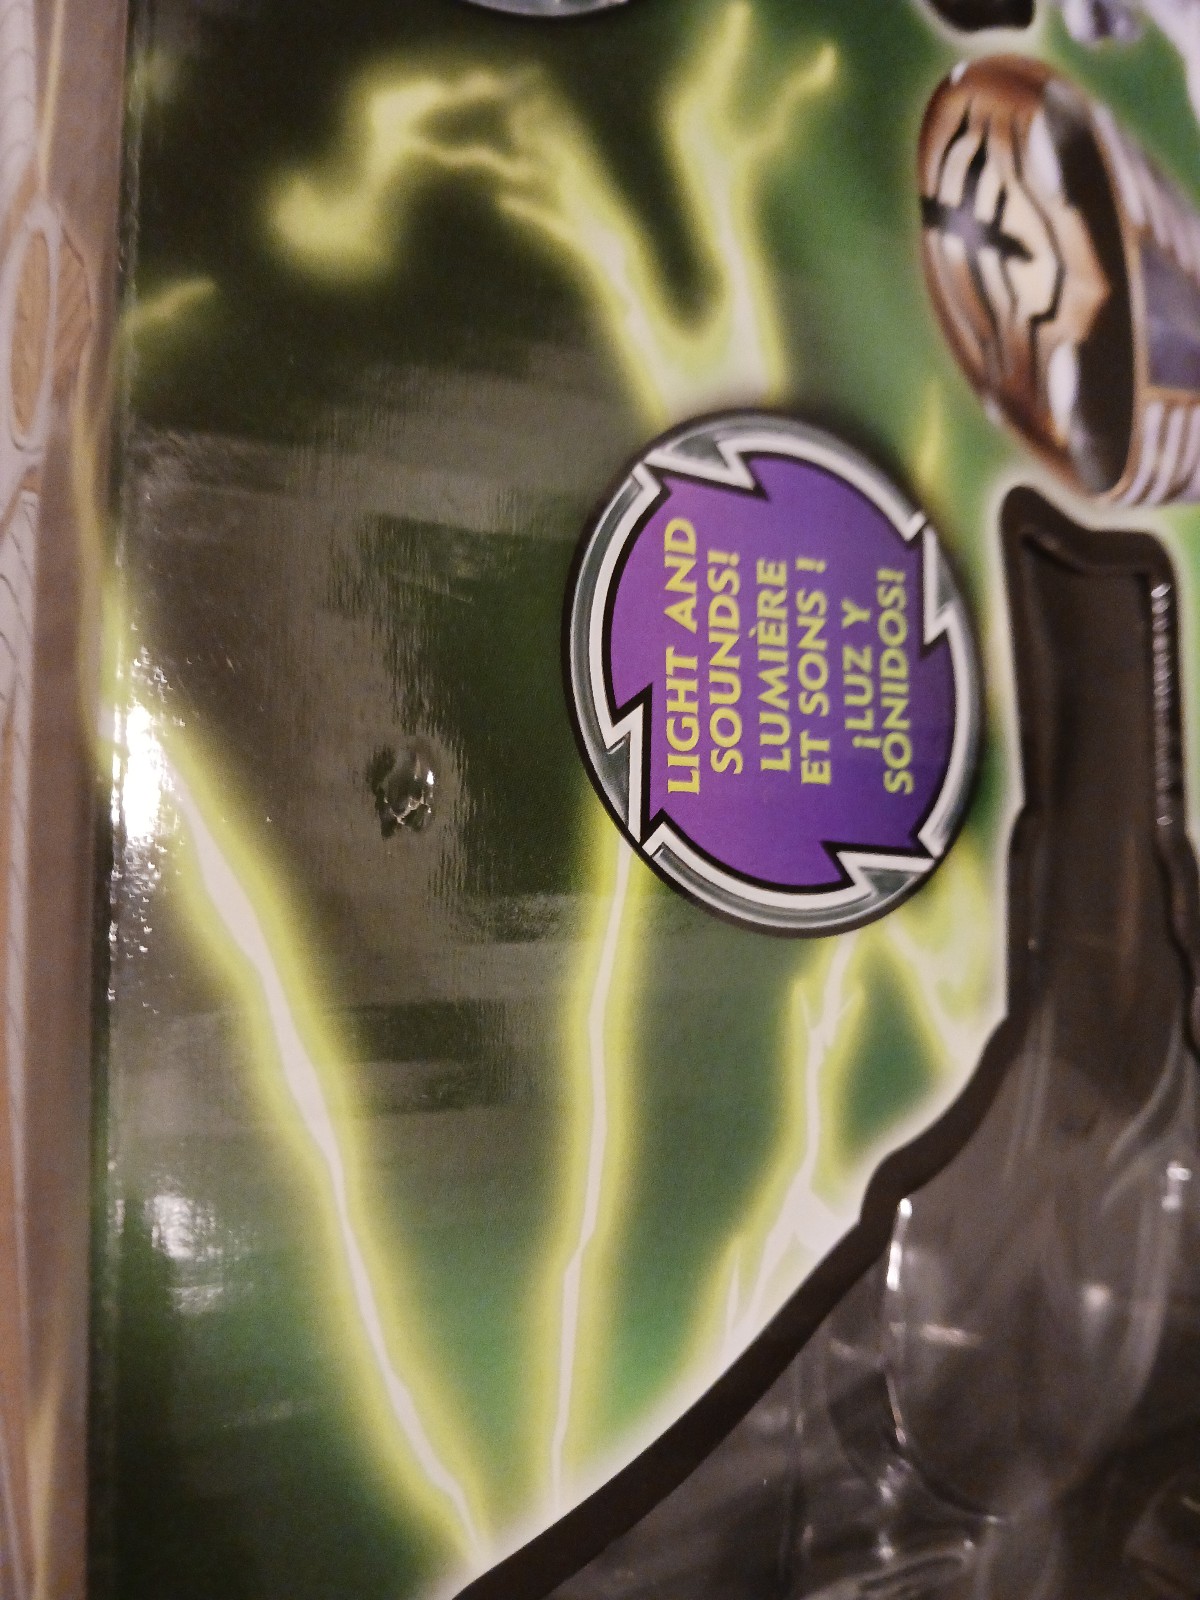 LIGHT AND
SOUNDS!
LUMIÈRE
ET SONS !
¡LUZ Y
SONIDOS!